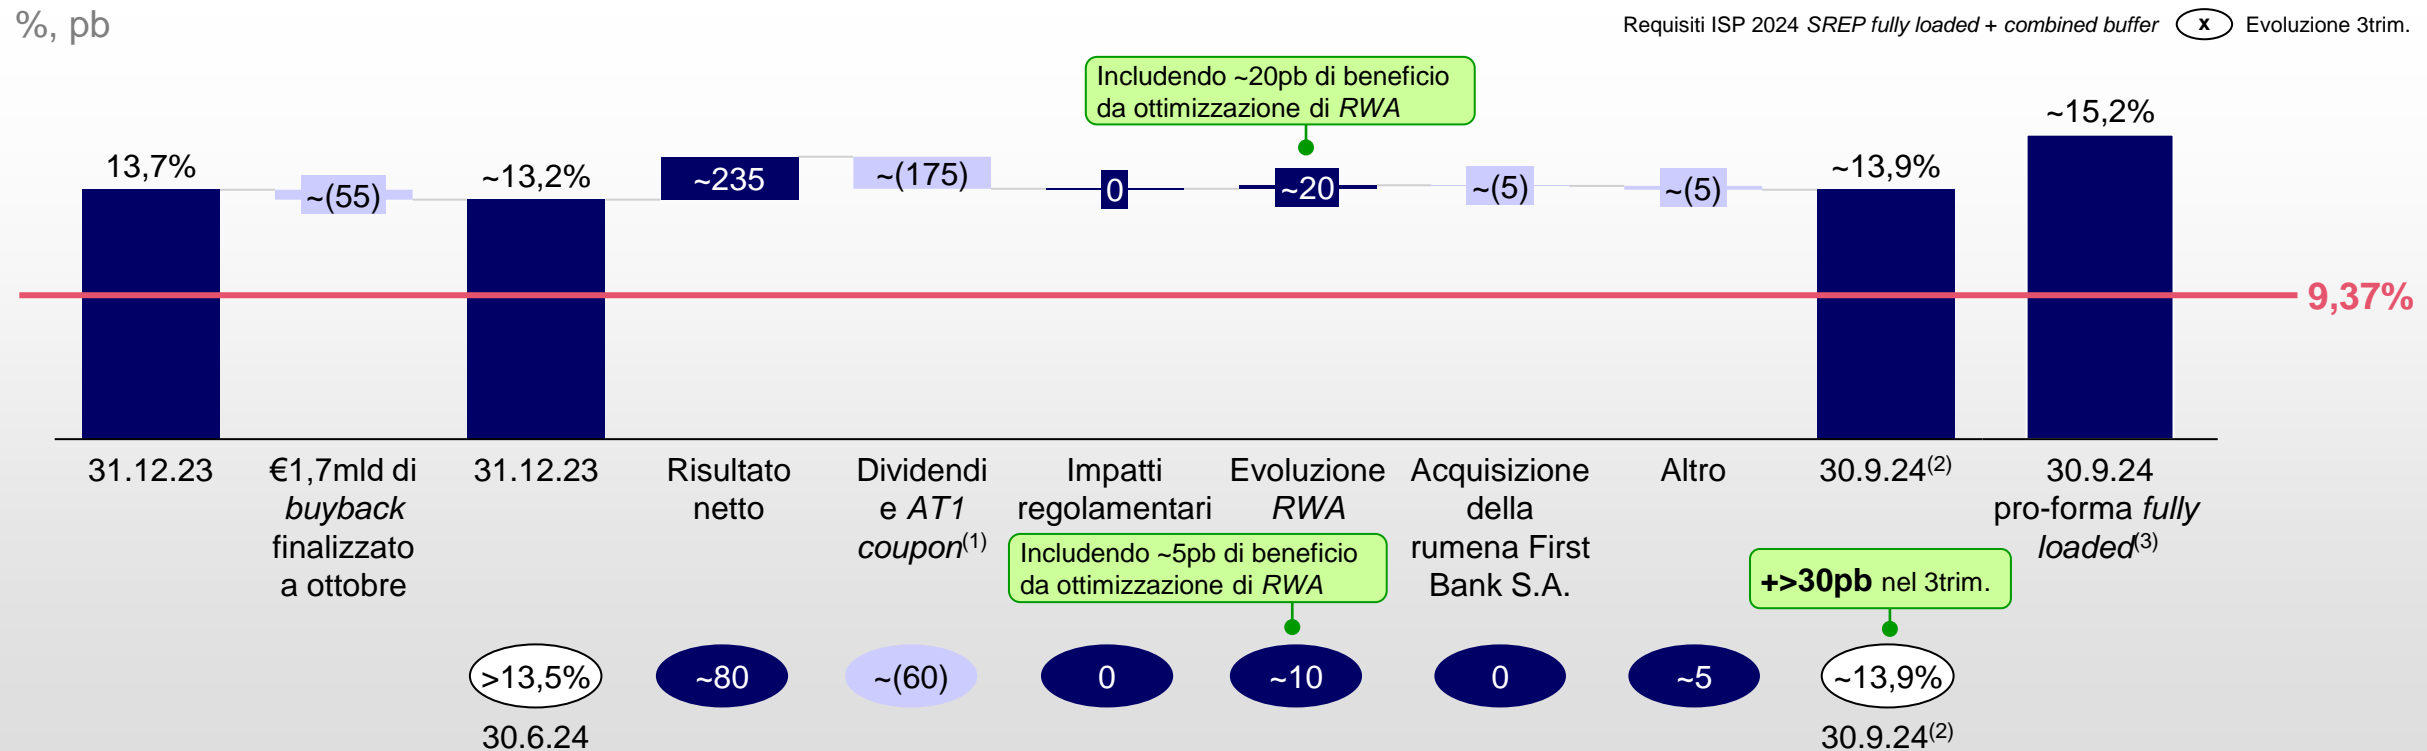 %, pb
Requisiti ISP 2024 SREP fully loaded + combined buffer x Evoluzione 3trim.
Includendo ~20pb di beneficio
da ottimizzazione di RWA
13,7%
~(55)
~13,2%
~235
~(175)
0
~20
~(5)
~(5)
~13,9%
~15,2%
9,37%
31.12.23
€1,7mld di
buyback
finalizzato
a ottobre
31.12.23
Risultato
netto
Dividendi
e AT1
coupon(1)
Impatti
regolamentari
Evoluzione
RWA
Acquisizione
della
rumena First
Bank S.A.
Altro
30.9.24(2)
30.9.24
pro-forma fully
loaded(3)
Includendo ~5pb di beneficio
da ottimizzazione di RWA
+>30pb nel 3trim.
>13,5%
~80
~(60)
0
~10
0
~5
~13,9%
30.6.24
30.9.24(2)